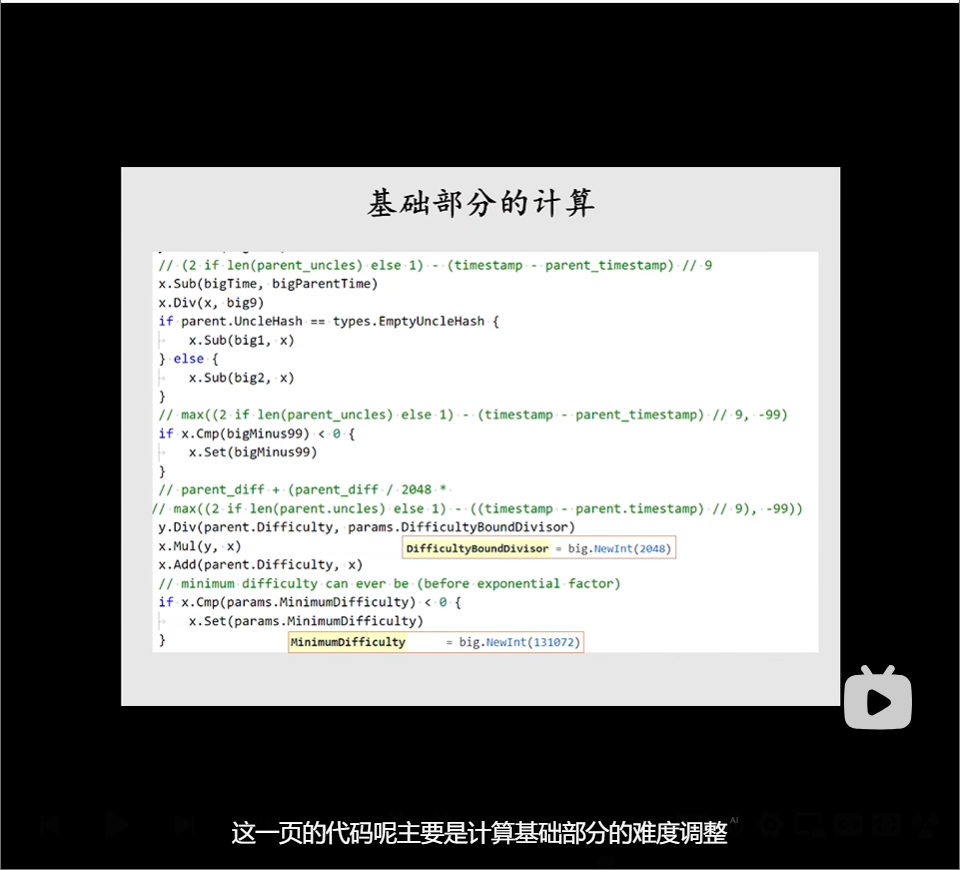 基础部分的计算
// (2 if len(parent_uncles) else 1) - (timestamp - parent_timestamp) // 9
x.Sub(bigTime, bigParentTime)
x.Div(x, big9)
if parent.UncleHash == types.EmptyUncleHash {
x.Sub(big1, x)
} else {
x.Sub(big2, x)
}
// max((2 if len(parent_uncles) else 1) - (timestamp - parent_timestamp) // 9, -99)
if x.Cmp(bigMinus99) < 0 {
x.Set(bigMinus99)
}
// parent_diff + (parent_diff / 2048 *
// max((2 if len(parent.uncles) else 1) - ((timestamp - parent.timestamp) // 9), -99))
y.Div(parent.Difficulty, params.DifficultyBoundDivisor)
x.Mul(y, x)
DifficultyBoundDivisor = big.NewInt(2048)
x.Add(parent.Difficulty, x)
// minimum difficulty can ever be (before exponential factor)
if x.Cmp(params.MinimumDifficulty) < 0 {
x.Set(params.MinimumDifficulty)
}
MinimumDifficulty = big.NewInt(131072)
这一页的代码呢主要是计算基础部分的难度调整
AI